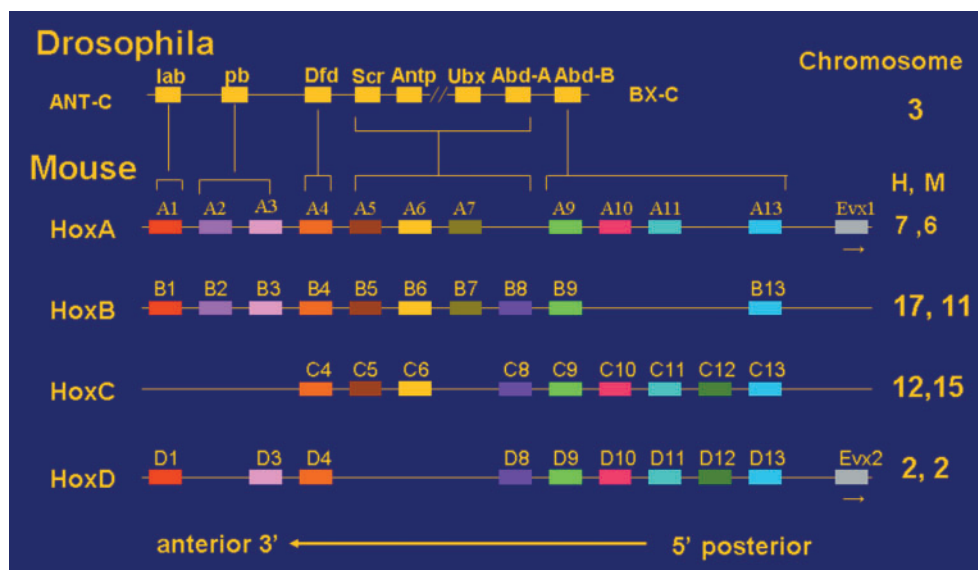 Drosophila
Chromosome
lab pb Dfd Scr Antp // Ubx Abd-A Abd-B
ANT-C BX-C 3
Mouse
H, M
A1 A2 A3 A4 A5 A6 A7 A9 A10 A11 A13 Evx1
HoxA 7 ,6
→
B1 B2 B3 B4 B5 B6 B7 B8 B9 B13
HoxB 17, 11
C4 C5 C6 C8 C9 C10 C11 C12 C13
HoxC 12,15
D1 D3 D4 D8 D9 D10 D11 D12 D13 Evx2
HoxD 2, 2
→
anterior 3' ← 5' posterior